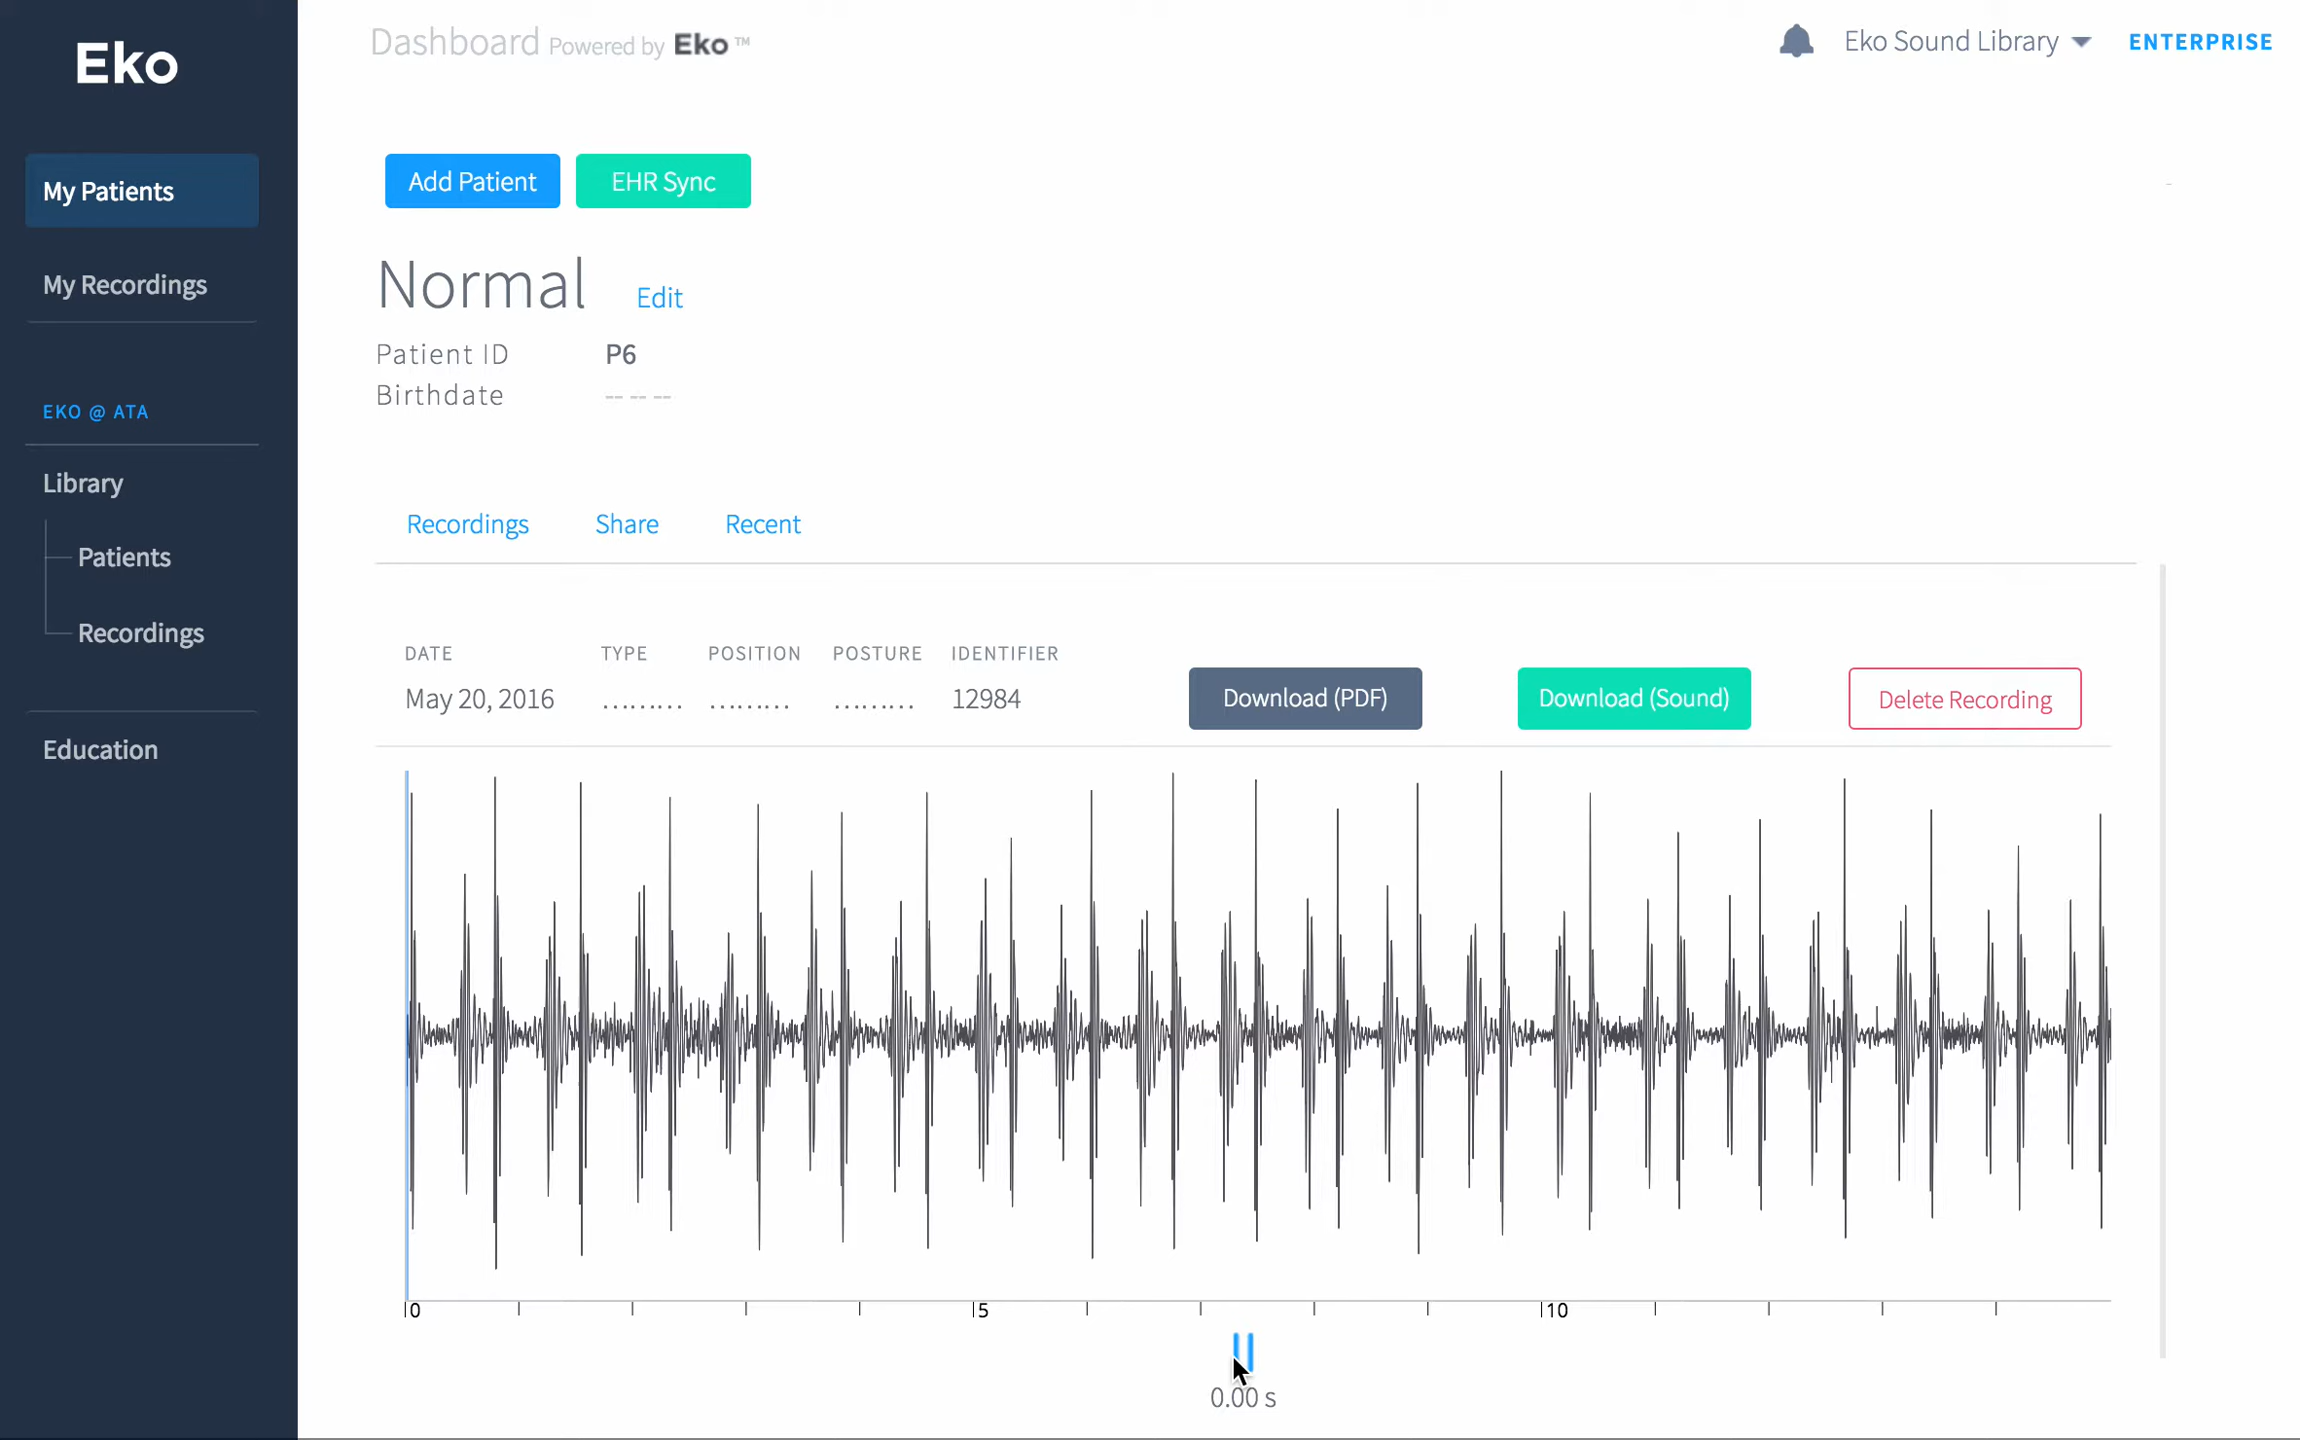 Eko
Dashboard Powered by Eko ™
Eko Sound Library
ENTERPRISE
My Patients
My Recordings
EKO @ ATA
Library
Patients
Recordings
Education
Add Patient
EHR Sync
Normal
Edit
Patient ID P6
Birthdate -- -- --
Recordings Share Recent
DATE TYPE POSITION POSTURE IDENTIFIER
May 20, 2016 ......... ......... ......... 12984
Download (PDF)
Download (Sound)
Delete Recording
0 5 10
0.00 s